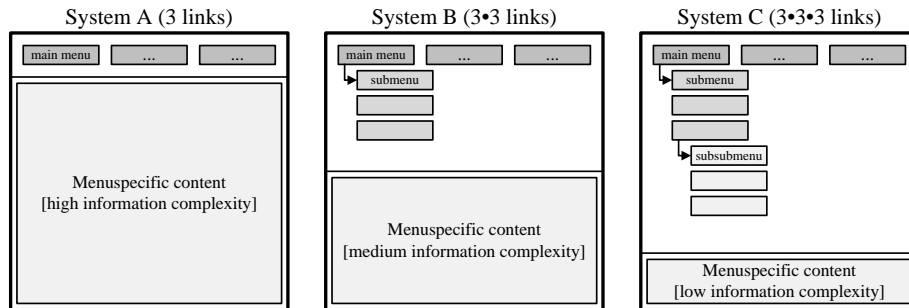 System A (3 links)
main menu ... ...
Menuspecific content
[high information complexity]
System B (3•3 links)
main menu ... ...
submenu
Menuspecific content
[medium information complexity]
System C (3•3•3 links)
main menu ... ...
submenu
subsubmenu
Menuspecific content
[low information complexity]